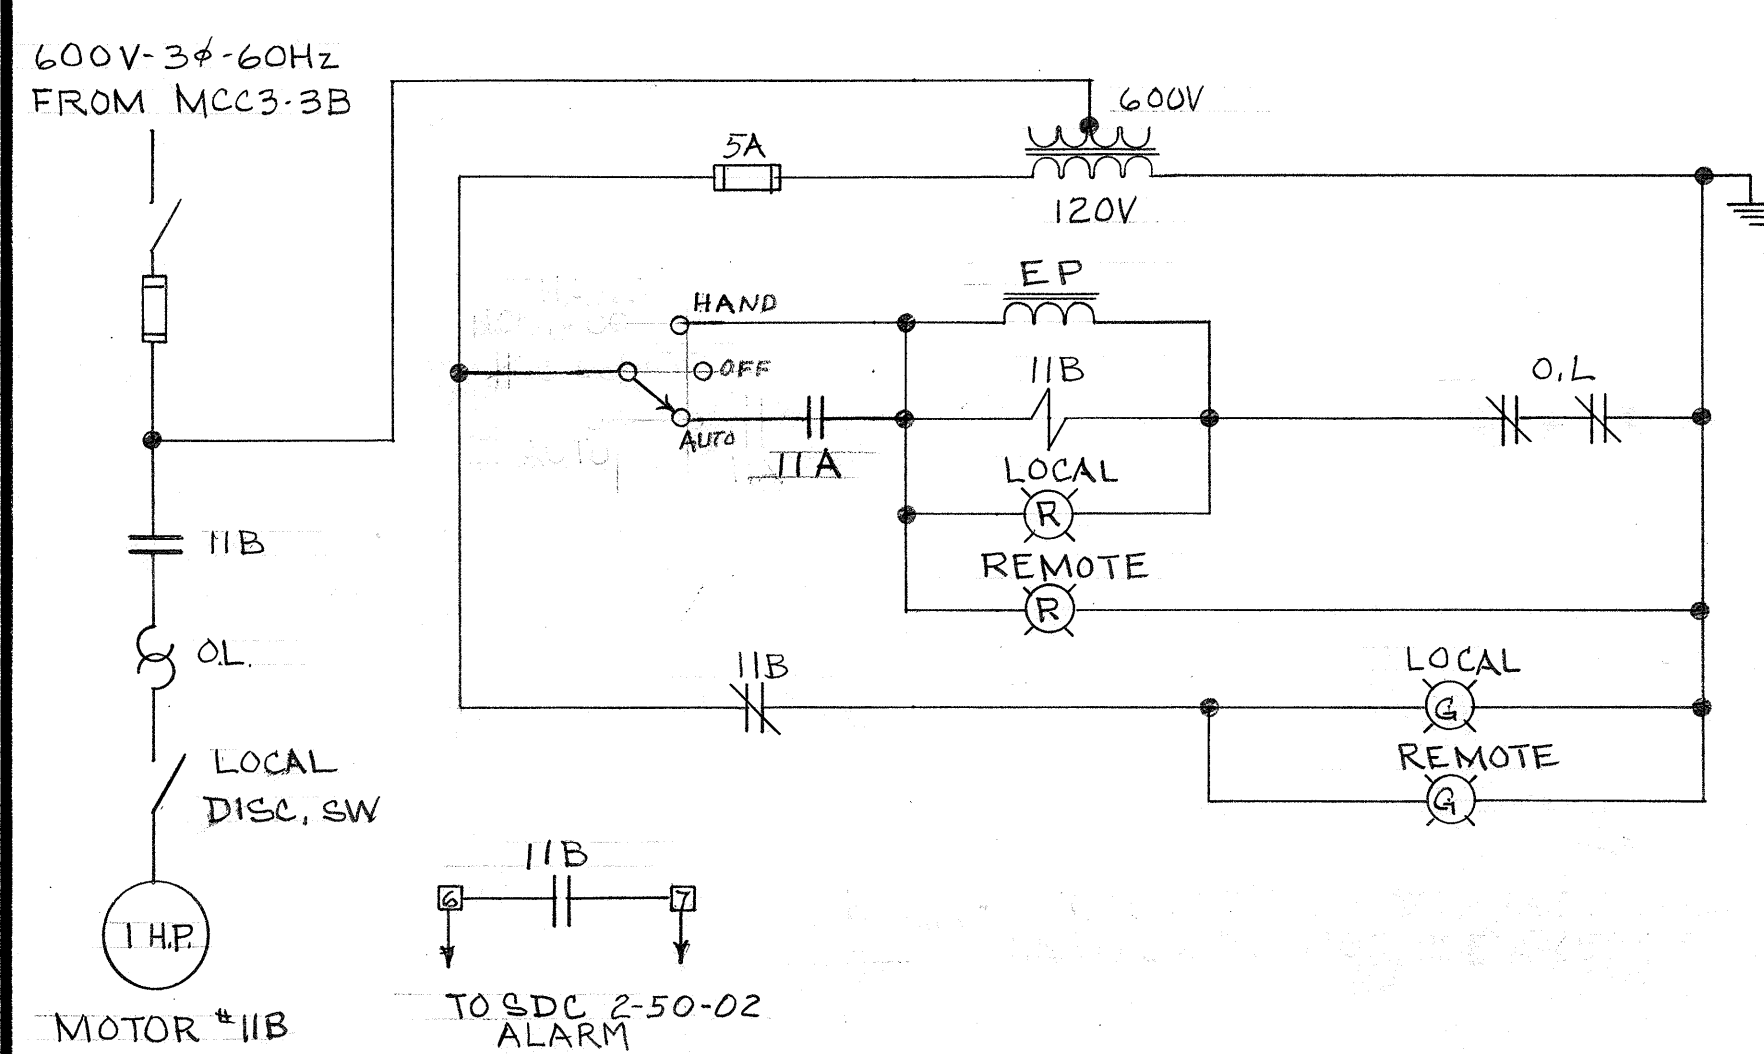 600V-3ϕ-60Hz
FROM MCC3-3B
600V
5A
120V
EP
HAND
OFF
AUTO
11A
11B
O.L
LOCAL
R
REMOTE
R
11B
O.L.
11B
LOCAL
G
REMOTE
G
LOCAL
DISC. SW
1 H.P.
MOTOR #11B
11B
6
7
TO SDC 2-50-02
ALARM